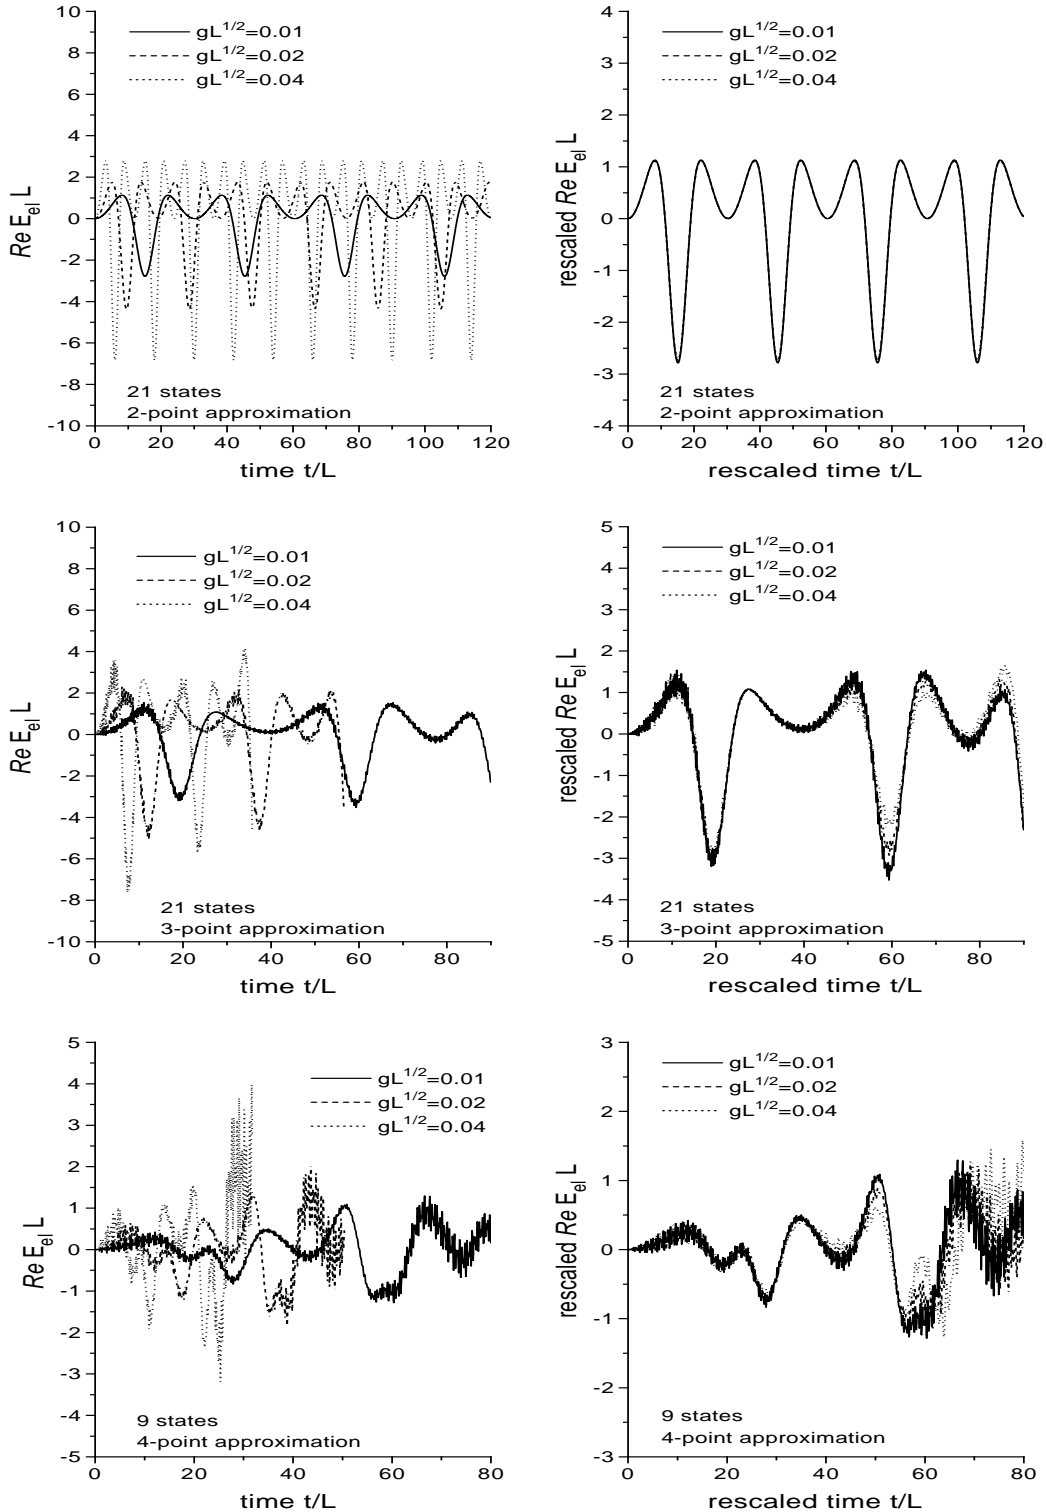 10
8
6
4
2
0
-2
-4
-6
-8
-10
Re E_el L
gL^1/2=0.01
gL^1/2=0.02
gL^1/2=0.04
21 states
2-point approximation
0 20 40 60 80 100 120
time t/L
4
3
2
1
0
-1
-2
-3
-4
rescaled Re E_el L
gL^1/2=0.01
gL^1/2=0.02
gL^1/2=0.04
21 states
2-point approximation
0 20 40 60 80 100 120
rescaled time t/L
10
8
6
4
2
0
-2
-4
-6
-8
-10
Re E_el L
gL^1/2=0.01
gL^1/2=0.02
gL^1/2=0.04
21 states
3-point approximation
0 20 40 60 80
time t/L
5
4
3
2
1
0
-1
-2
-3
-4
-5
rescaled Re E_el L
gL^1/2=0.01
gL^1/2=0.02
gL^1/2=0.04
21 states
3-point approximation
0 20 40 60 80
rescaled time t/L
5
4
3
2
1
0
-1
-2
-3
-4
-5
Re E_el L
gL^1/2=0.01
gL^1/2=0.02
gL^1/2=0.04
9 states
4-point approximation
0 20 40 60 80
time t/L
3
2
1
0
-1
-2
-3
rescaled Re E_el L
gL^1/2=0.01
gL^1/2=0.02
gL^1/2=0.04
9 states
4-point approximation
0 20 40 60 80
rescaled time t/L